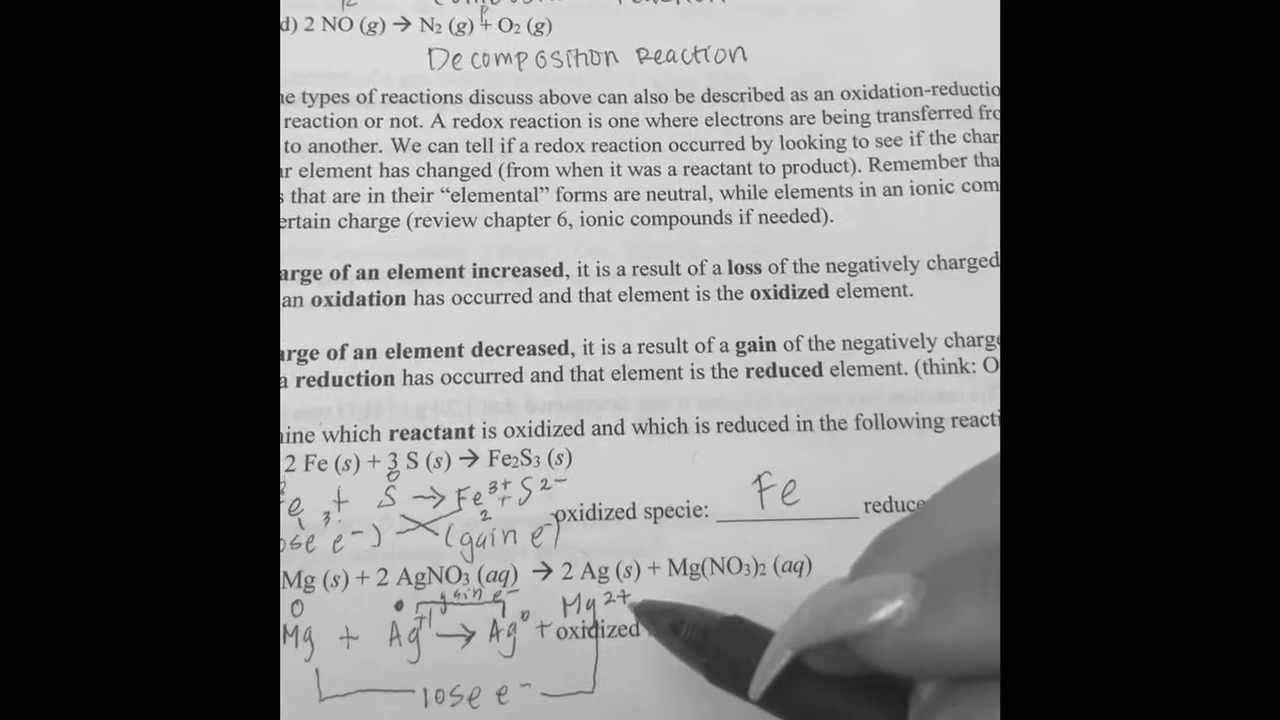 d) 2 NO (g) → N₂ (g) + O₂ (g)
Decomposition Reaction
e types of reactions discuss above can also be described as an oxidation-reductio
reaction or not. A redox reaction is one where electrons are being transferred fro
to another. We can tell if a redox reaction occurred by looking to see if the char
r element has changed (from when it was a reactant to product). Remember tha
s that are in their “elemental” forms are neutral, while elements in an ionic com
ertain charge (review chapter 6, ionic compounds if needed).
arge of an element increased, it is a result of a loss of the negatively charged
an oxidation has occurred and that element is the oxidized element.
arge of an element decreased, it is a result of a gain of the negatively charge
a reduction has occurred and that element is the reduced element. (think: O
ine which reactant is oxidized and which is reduced in the following reacti
2 Fe (s) + 3 S (s) → Fe₂S₃ (s)
e + S⁰ → Fe³⁺ + S²⁻
oxidized specie: Fe reduce
ose e⁻) (gain e⁻)
Mg (s) + 2 AgNO₃ (aq) → 2 Ag (s) + Mg(NO₃)₂ (aq)
gain e⁻
Mg⁰ + Ag⁺¹ → Ag⁰ + Mg²⁺
oxidized
lose e⁻